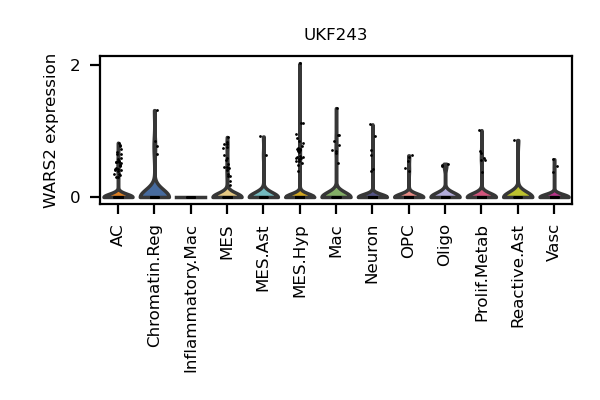 UKF243
WARS2 expression
2
0
AC
Chromatin.Reg
Inflammatory.Mac
MES
MES.Ast
MES.Hyp
Mac
Neuron
OPC
Oligo
Prolif.Metab
Reactive.Ast
Vasc